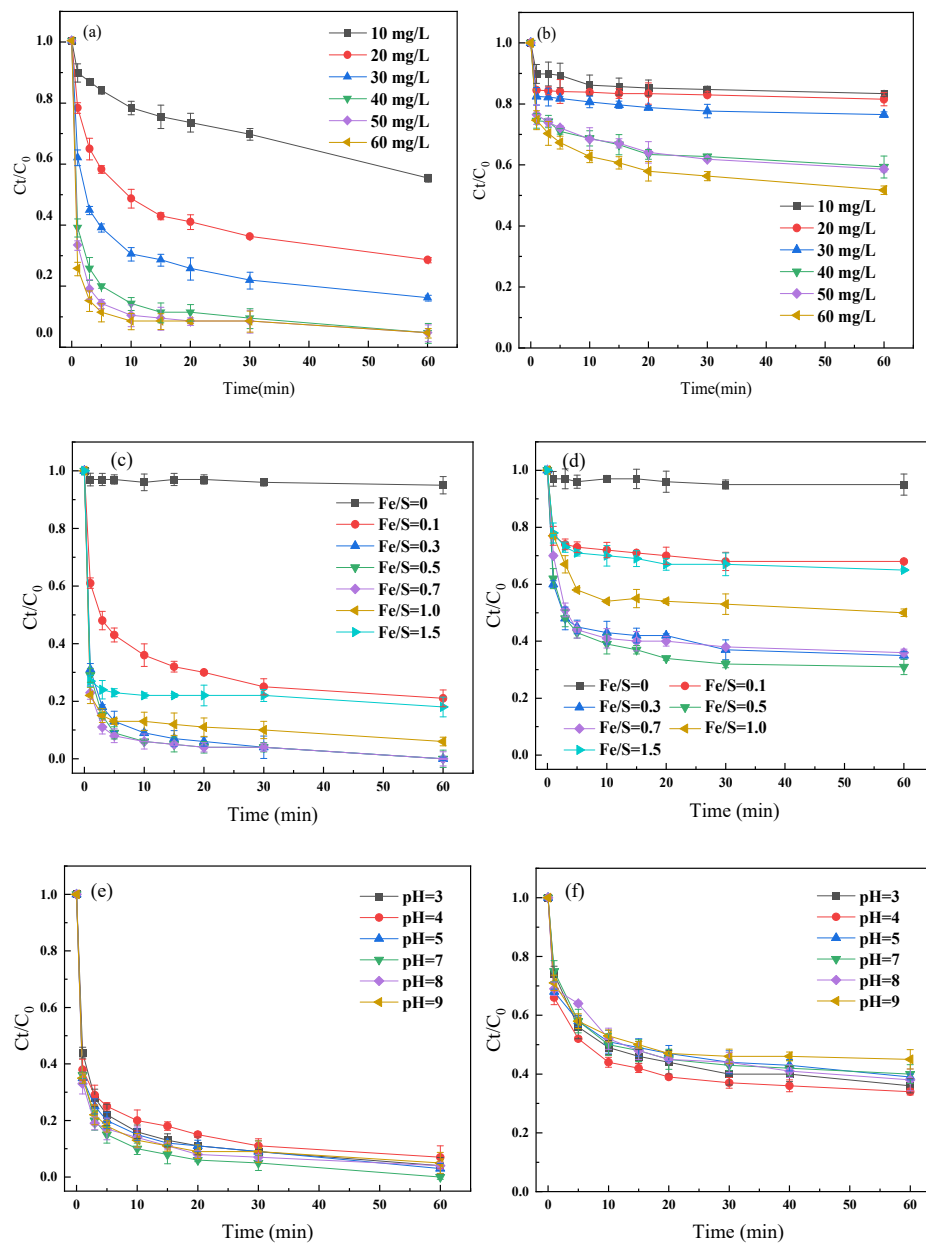 (a)
10 mg/L
20 mg/L
30 mg/L
40 mg/L
50 mg/L
60 mg/L
1.0
0.8
0.6
0.4
0.2
0.0
Ct/C0
0 10 20 30 40 50 60
Time(min)
(b)
1.0
0.8
0.6
0.4
0.2
0.0
Ct/C0
10 mg/L
20 mg/L
30 mg/L
40 mg/L
50 mg/L
60 mg/L
0 10 20 30 40 50 60
Time(min)
(c)
1.0
0.8
0.6
0.4
0.2
0.0
Ct/C0
Fe/S=0
Fe/S=0.1
Fe/S=0.3
Fe/S=0.5
Fe/S=0.7
Fe/S=1.0
Fe/S=1.5
0 10 20 30 40 50 60
Time (min)
(d)
1.0
0.8
0.6
0.4
0.2
0.0
Ct/C0
Fe/S=0 Fe/S=0.1
Fe/S=0.3 Fe/S=0.5
Fe/S=0.7 Fe/S=1.0
Fe/S=1.5
0 10 20 30 40 50 60
Time (min)
(e)
1.0
0.8
0.6
0.4
0.2
0.0
Ct/C0
pH=3
pH=4
pH=5
pH=7
pH=8
pH=9
0 10 20 30 40 50 60
Time (min)
(f)
1.0
0.8
0.6
0.4
0.2
0.0
Ct/C0
pH=3
pH=4
pH=5
pH=7
pH=8
pH=9
0 10 20 30 40 50 60
Time (min)